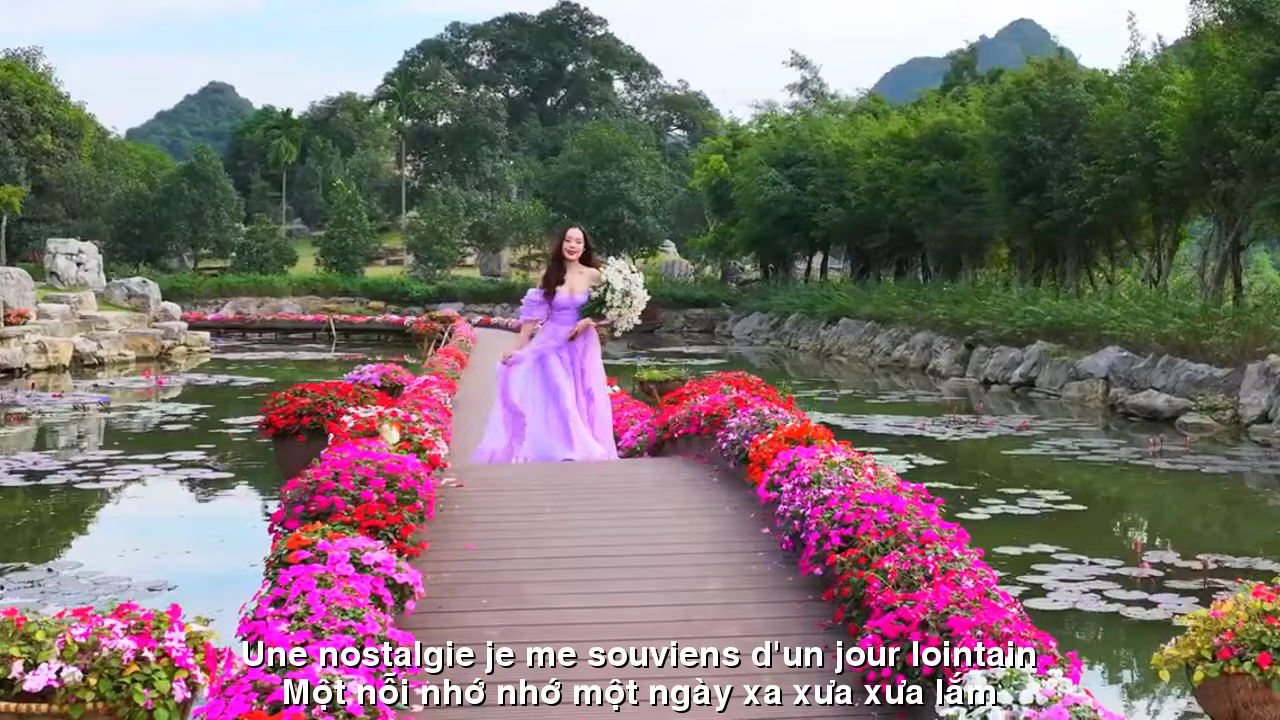 Une nostalgie je me souviens d'un jour lointain
Một nỗi nhớ nhớ một ngày xa xưa xưa lắm